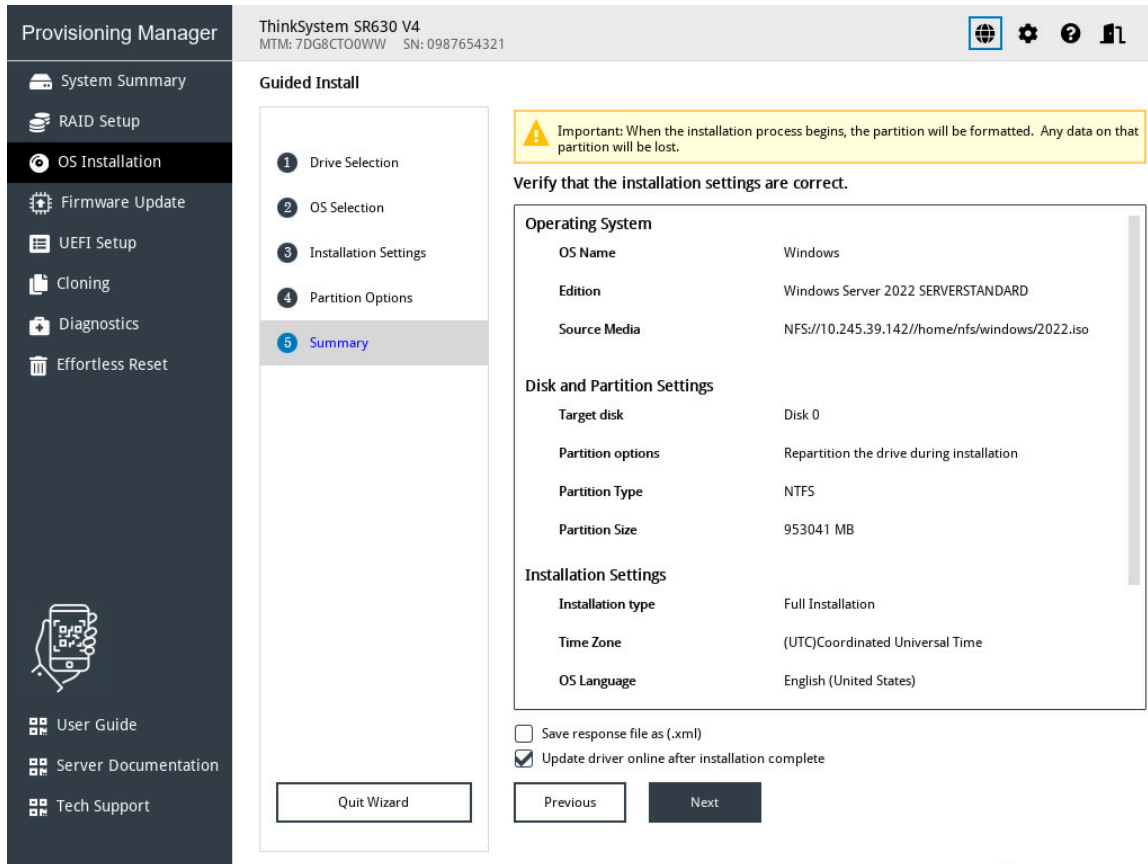 Provisioning Manager
ThinkSystem SR630 V4
MTM: 7DG8CTO0WW SN: 0987654321
System Summary
RAID Setup
OS Installation
Firmware Update
UEFI Setup
Cloning
Diagnostics
Effortless Reset
User Guide
Server Documentation
Tech Support
Guided Install
1 Drive Selection
2 OS Selection
3 Installation Settings
4 Partition Options
5 Summary
Quit Wizard
Important: When the installation process begins, the partition will be formatted. Any data on that
partition will be lost.
Verify that the installation settings are correct.
Operating System
OS Name Windows
Edition Windows Server 2022 SERVERSTANDARD
Source Media NFS://10.245.39.142//home/nfs/windows/2022.iso
Disk and Partition Settings
Target disk Disk 0
Partition options Repartition the drive during installation
Partition Type NTFS
Partition Size 953041 MB
Installation Settings
Installation type Full Installation
Time Zone (UTC)Coordinated Universal Time
OS Language English (United States)
Save response file as (.xml)
Update driver online after installation complete
Previous Next